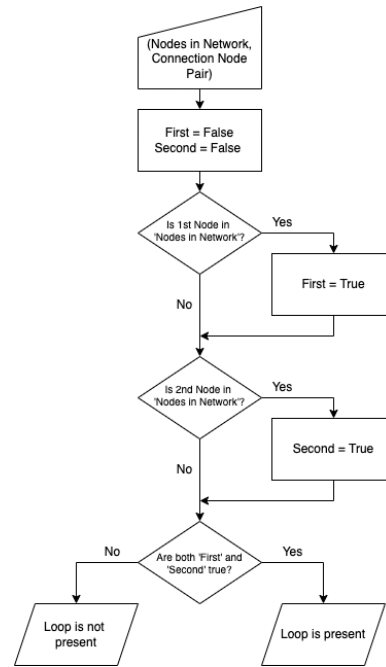 (Nodes in Network,
Connection Node
Pair)
First = False
Second = False
Is 1st Node in
'Nodes in Network'?
Yes
First = True
No
Is 2nd Node in
'Nodes in Network'?
Yes
Second = True
No
Are both 'First' and
'Second' true?
No
Yes
Loop is not
present
Loop is present